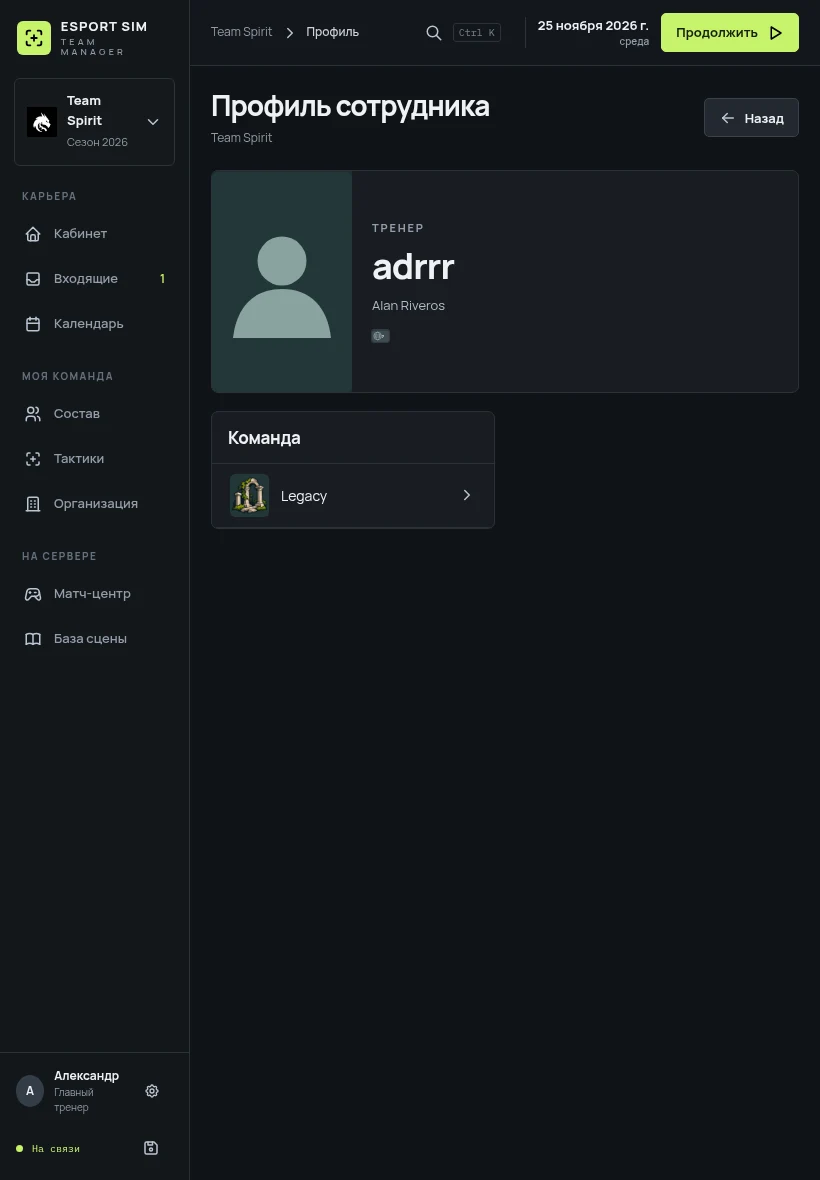 ESPORT SIM
TEAM
MANAGER
Team
Spirit
Сезон 2026
КАРЬЕРА
Кабинет
Входящие 1
Календарь
МОЯ КОМАНДА
Состав
Тактики
Организация
НА СЕРВЕРЕ
Матч-центр
База сцены
А
Александр
Главный
тренер
На связи
Team Spirit Профиль
Ctrl K
25 ноября 2026 г.
среда
Продолжить
Профиль сотрудника
Team Spirit
Назад
ТРЕНЕР
adrrr
Alan Riveros
Команда
Legacy